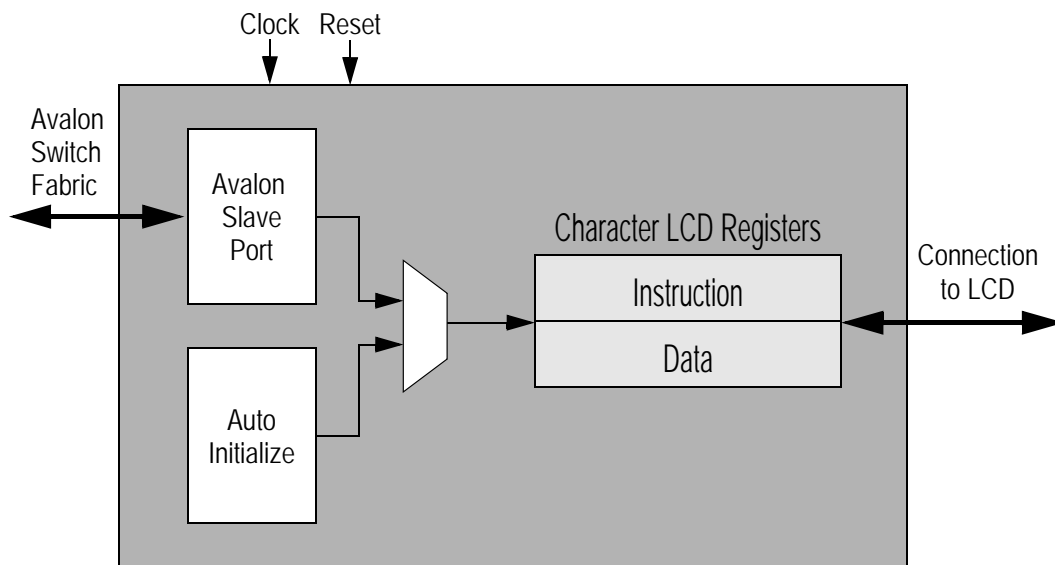 Clock Reset
Avalon
Switch
Fabric
Avalon
Slave
Port
Character LCD Registers
Instruction
Data
Connection
to LCD
Auto
Initialize